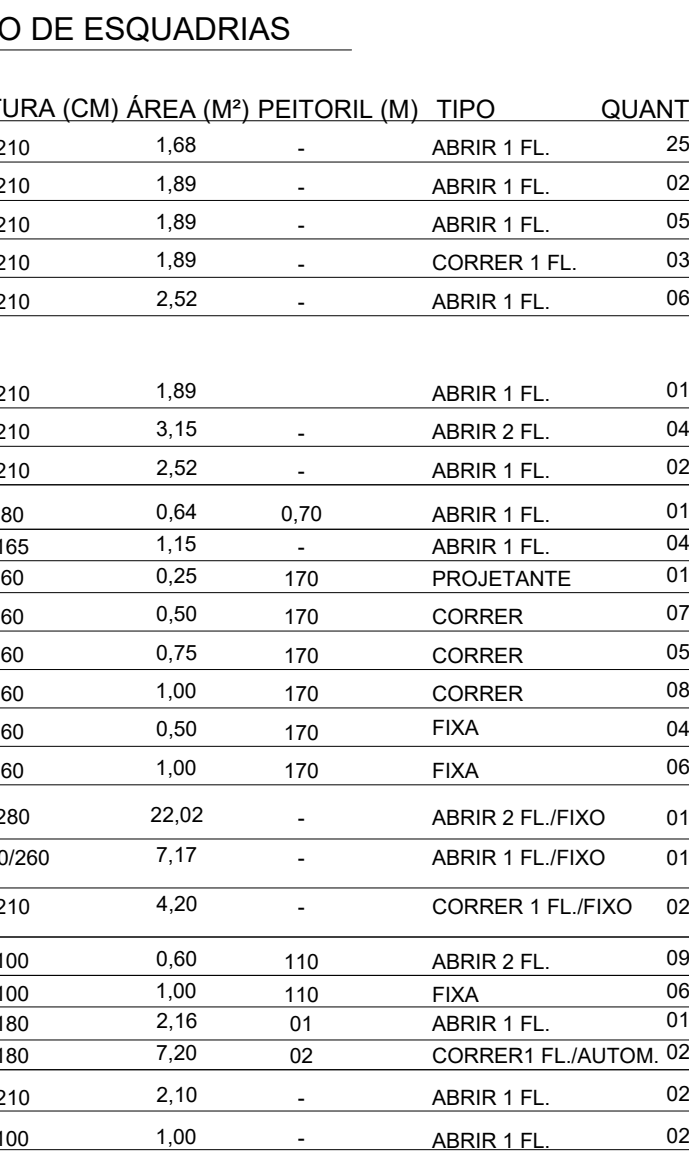 O DE ESQUADRIAS
TURA (CM) ÁREA (M²) PEITORIL (M) TIPO QUANT
210 1,68 - ABRIR 1 FL. 25
210 1,89 - ABRIR 1 FL. 02
210 1,89 - ABRIR 1 FL. 05
210 1,89 - CORRER 1 FL. 03
210 2,52 - ABRIR 1 FL. 06
210 1,89 ABRIR 1 FL. 01
210 3,15 - ABRIR 2 FL. 04
210 2,52 - ABRIR 1 FL. 02
80 0,64 0,70 ABRIR 1 FL. 01
165 1,15 - ABRIR 1 FL. 04
60 0,25 170 PROJETANTE 01
60 0,50 170 CORRER 07
60 0,75 170 CORRER 05
60 1,00 170 CORRER 08
60 0,50 170 FIXA 04
60 1,00 170 FIXA 06
280 22,02 - ABRIR 2 FL./FIXO 01
0/260 7,17 - ABRIR 1 FL./FIXO 01
210 4,20 - CORRER 1 FL./FIXO 02
100 0,60 110 ABRIR 2 FL. 09
100 1,00 110 FIXA 06
180 2,16 01 ABRIR 1 FL. 01
180 7,20 02 CORRER1 FL./AUTOM. 02
210 2,10 - ABRIR 1 FL. 02
100 1,00 - ABRIR 1 FL. 02